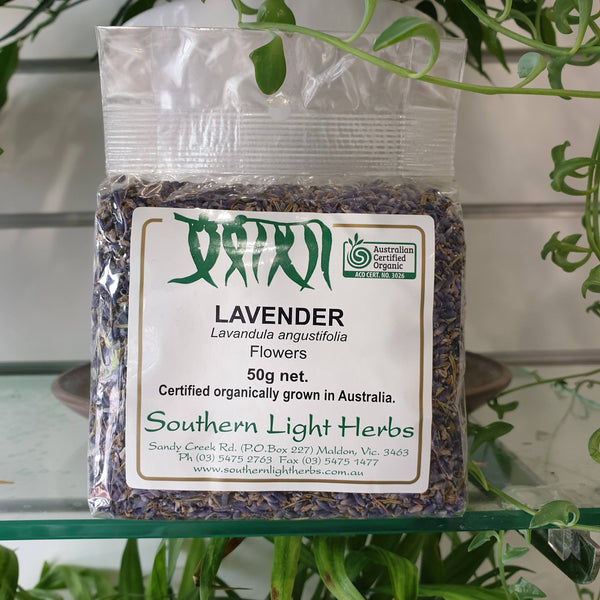 Australian
Certified
Organic
ACO CERT. NO. 3026
LAVENDER
Lavandula angustifolia
Flowers
50g net.
Certified organically grown in Australia.
Southern Light Herbs
Sandy Creek Rd. (P.O.Box 227) Maldon, Vic. 3463
Ph (03) 5475 2763 Fax (03) 5475 1477
www.southernlightherbs.com.au